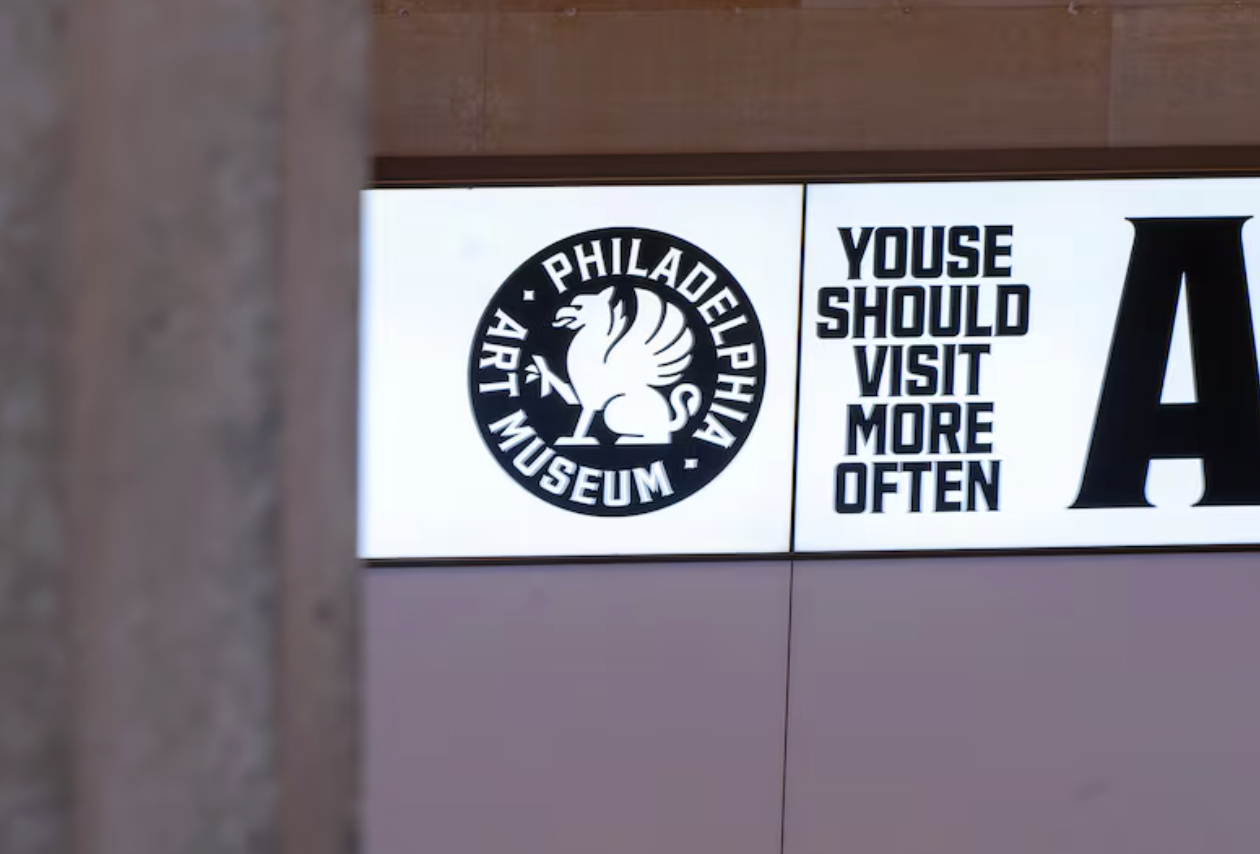 PHILADELPHIA
ART MUSEUM
YOUSE
SHOULD
VISIT
MORE
OFTEN
A